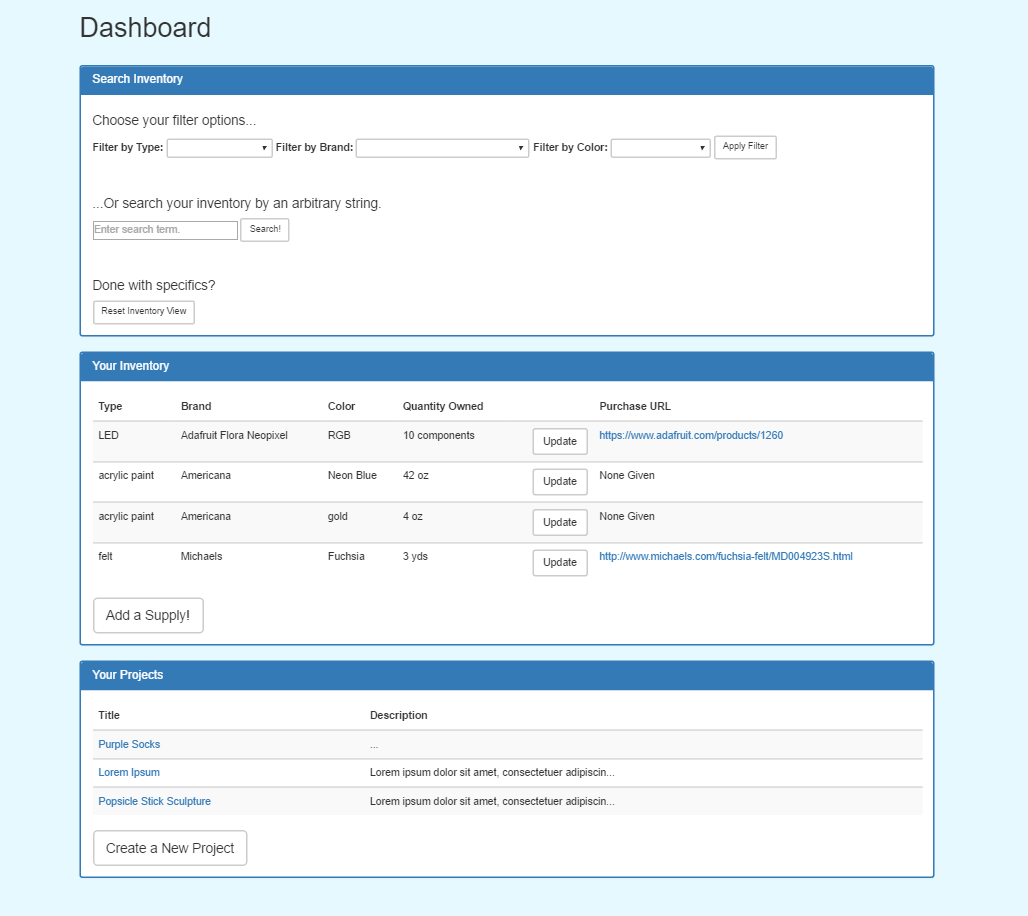 Dashboard
Search Inventory
Choose your filter options...
Filter by Type: Filter by Brand: Filter by Color: Apply Filter
...Or search your inventory by an arbitrary string.
Enter search term. Search!
Done with specifics?
Reset Inventory View
Your Inventory
Type Brand Color Quantity Owned Purchase URL
LED Adafruit Flora Neopixel RGB 10 components Update https://www.adafruit.com/products/1260
acrylic paint Americana Neon Blue 42 oz Update None Given
acrylic paint Americana gold 4 oz Update None Given
felt Michaels Fuchsia 3 yds Update http://www.michaels.com/fuchsia-felt/MD004923S.html
Add a Supply!
Your Projects
Title Description
Purple Socks ...
Lorem Ipsum Lorem ipsum dolor sit amet, consectetuer adipiscin...
Popsicle Stick Sculpture Lorem ipsum dolor sit amet, consectetuer adipiscin...
Create a New Project